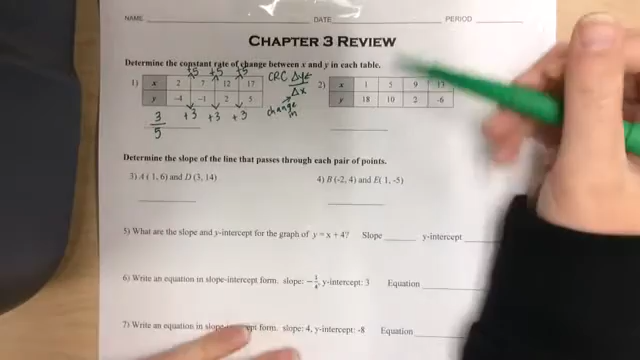 NAME DATE PERIOD
CHAPTER 3 REVIEW
Determine the constant rate of change between x and y in each table.
+5 +5 +5
1) x 2 7 12 17
y -4 -1 2 5
+3 +3 +3
3/5
CRC Δy/Δx
change in
2) x 1 5 9 13
y 18 10 2 -6
Determine the slope of the line that passes through each pair of points.
3) A ( 1, 6) and D (3, 14) 4) B (-2, 4) and E( 1, -5)
5) What are the slope and y-intercept for the graph of y = x + 4? Slope y-intercept
6) Write an equation in slope-intercept form. slope: y-intercept: 3 Equation
7) Write an equation in slope-intercept form. slope: 4, y-intercept: -8 Equation